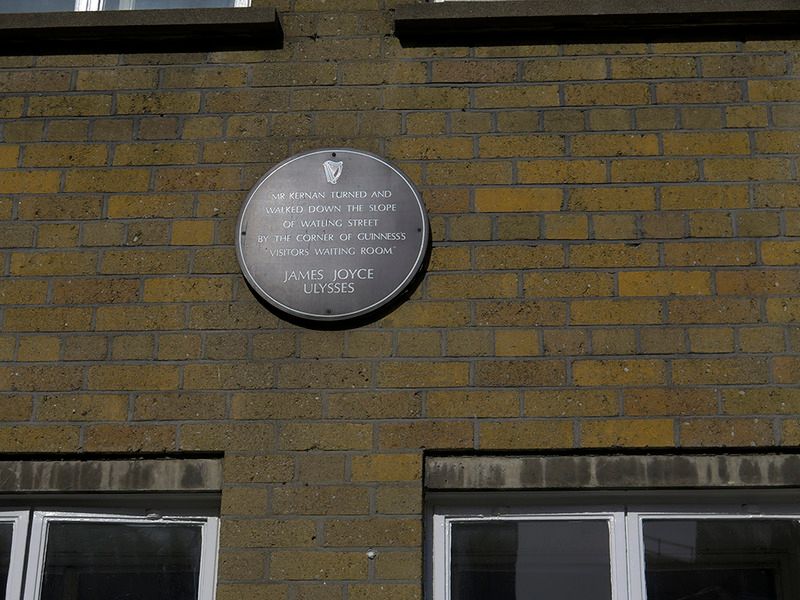 MR KERNAN TURNED AND
WALKED DOWN THE SLOPE
OF WATLING STREET
BY THE CORNER OF GUINNESS'S
"VISITORS' WAITING ROOM"
JAMES JOYCE
ULYSSES